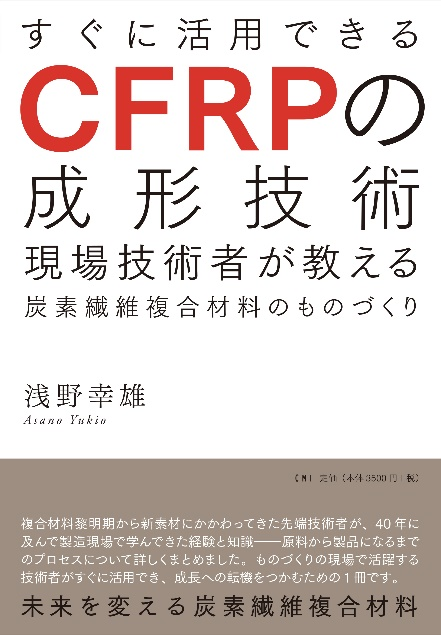 すぐに活用できる
CFRPの
成形技術
現場技術者が教える
炭素繊維複合材料のものづくり
浅野幸雄
Asano Yukio
定価(本体3500円+税)
複合材料黎明期から新素材にかかわってきた先端技術者が、40年に
及んで製造現場で学んできた経験と知識——原料から製品になるまで
のプロセスについて詳しくまとめました。ものづくりの現場で活躍する
技術者がすぐに活用でき、成長への転機をつかむための1冊です。
未来を変える炭素繊維複合材料